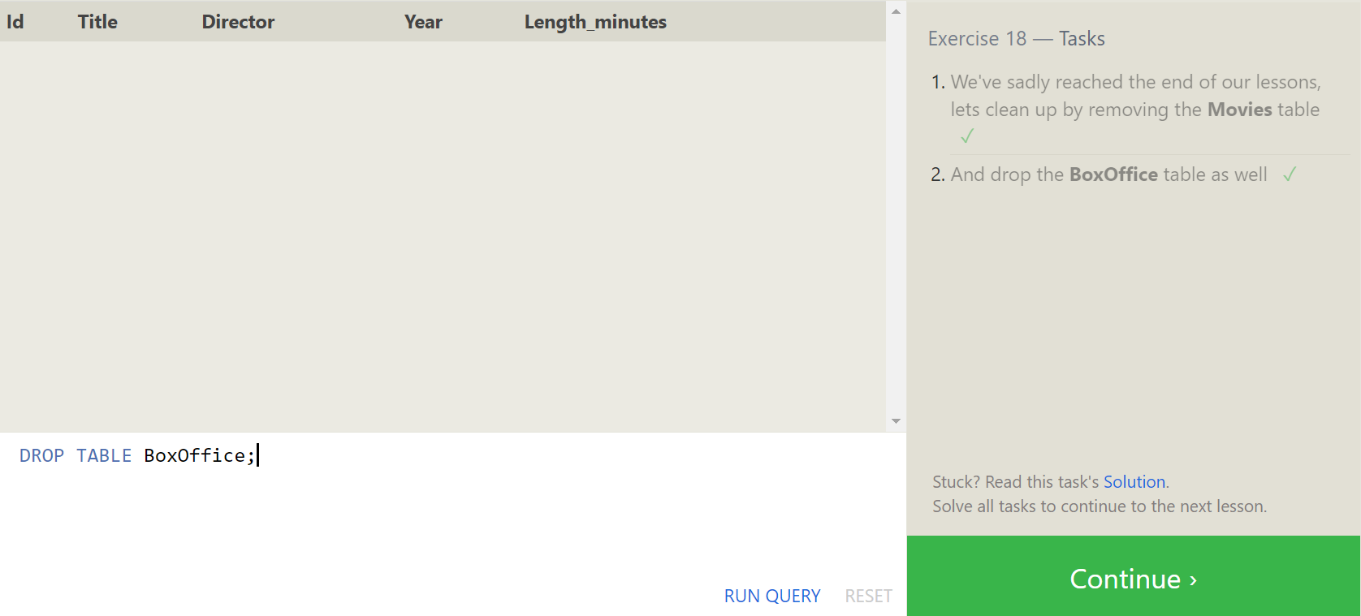 Id Title Director Year Length_minutes
DROP TABLE BoxOffice;
RUN QUERY RESET
Exercise 18 — Tasks
1. We've sadly reached the end of our lessons,
lets clean up by removing the Movies table
✓
2. And drop the BoxOffice table as well ✓
Stuck? Read this task's Solution.
Solve all tasks to continue to the next lesson.
Continue ›